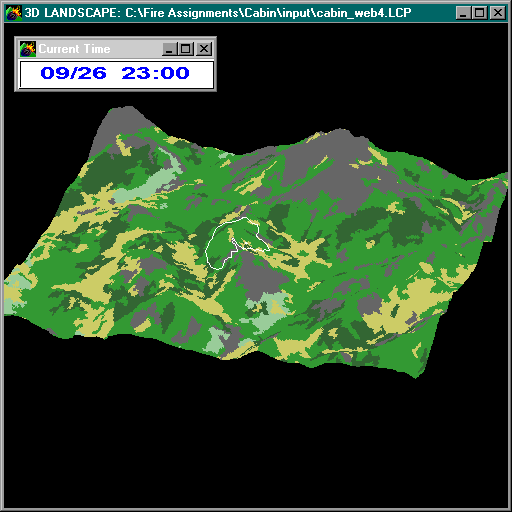 3D LANDSCAPE: C:\Fire Assignments\Cabin\input\cabin_web4.LCP
Current Time
09/26 23:00